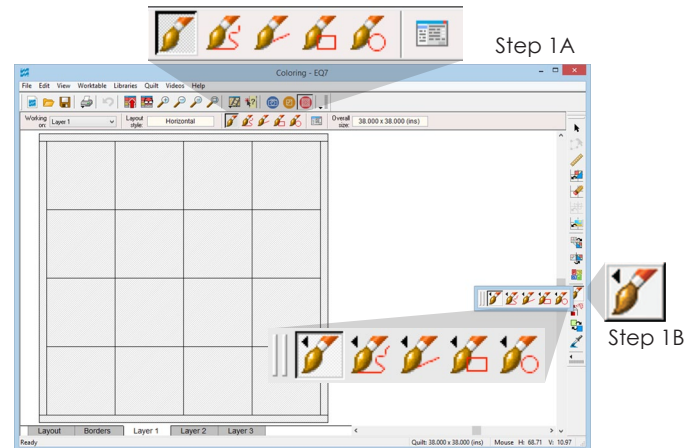 Step 1A
Coloring - EQ7
File Edit View Worktable Libraries Quilt Videos Help
Working on: Layer 1 Layout style: Horizontal Overall size: 38.000 x 38.000 (ins)
Step 1B
Layout Borders Layer 1 Layer 2 Layer 3
Ready Quilt: 38.000 x 38.000 (ins) Mouse H: 68.71 V: 10.97